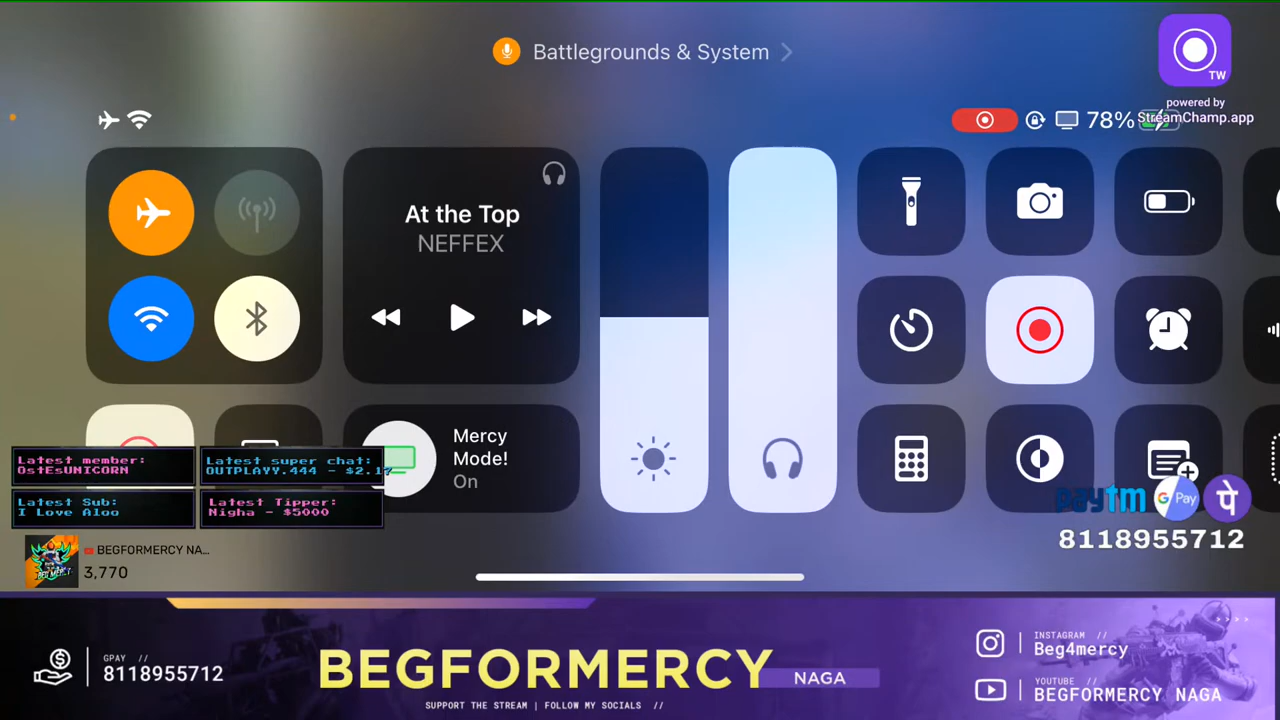 Battlegrounds & System
TW
powered by
StreamChamp.app
78%
At the Top
NEFFEX
Mercy
Mode!
On
Latest member:
OstEsUNICORN
Latest super chat:
OUTPLAYY.444 - $2.17
Latest Sub:
I Love Aloo
Latest Tipper:
Nigha - $5000
BEGFORMERCY NA...
3,770
paytm
G Pay
पे
8118955712
GPAY //
8118955712
BEGFORMERCY
NAGA
SUPPORT THE STREAM | FOLLOW MY SOCIALS //
> > > >
INSTAGRAM //
Beg4mercy
YOUTUBE //
BEGFORMERCY NAGA